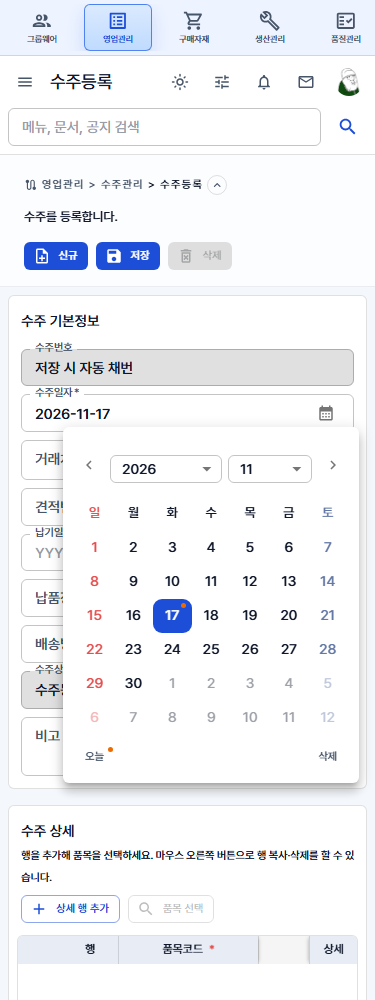 그룹웨어 영업관리 구매자재 생산관리 품질관리
수주등록
메뉴, 문서, 공지 검색
영업관리 > 수주관리 > 수주등록
수주를 등록합니다.
신규 저장 삭제
수주 기본정보
수주번호
저장 시 자동 채번
수주일자 *
2026-11-17
2026 11
일 월 화 수 목 금 토
1 2 3 4 5 6 7
8 9 10 11 12 13 14
15 16 17 18 19 20 21
22 23 24 25 26 27 28
29 30 1 2 3 4 5
6 7 8 9 10 11 12
오늘 삭제
납기일
YYY
비고
수주 상세
행을 추가해 품목을 선택하세요. 마우스 오른쪽 버튼으로 행 복사·삭제를 할 수 있
습니다.
상세 행 추가 품목 선택
행 품목코드 * 상세